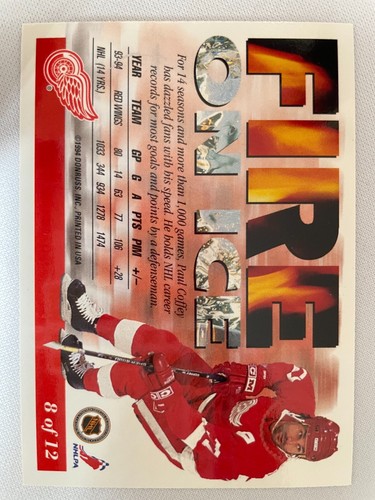 FIRE
ON ICE
For 14 seasons and more than 1,000 games, Paul Coffey
has dazzled fans with his speed. He holds NHL career
records for most goals and points by a defenseman.
YEAR TEAM GP G A PTS PIM +/-
93-94 RED WINGS 80 14 63 77 106 +28
NHL (14 YRS.) 1033 344 934 1278 1474
©1994 DONRUSS, INC. PRINTED IN USA
CCM
NHL
NHLPA
8 of 12